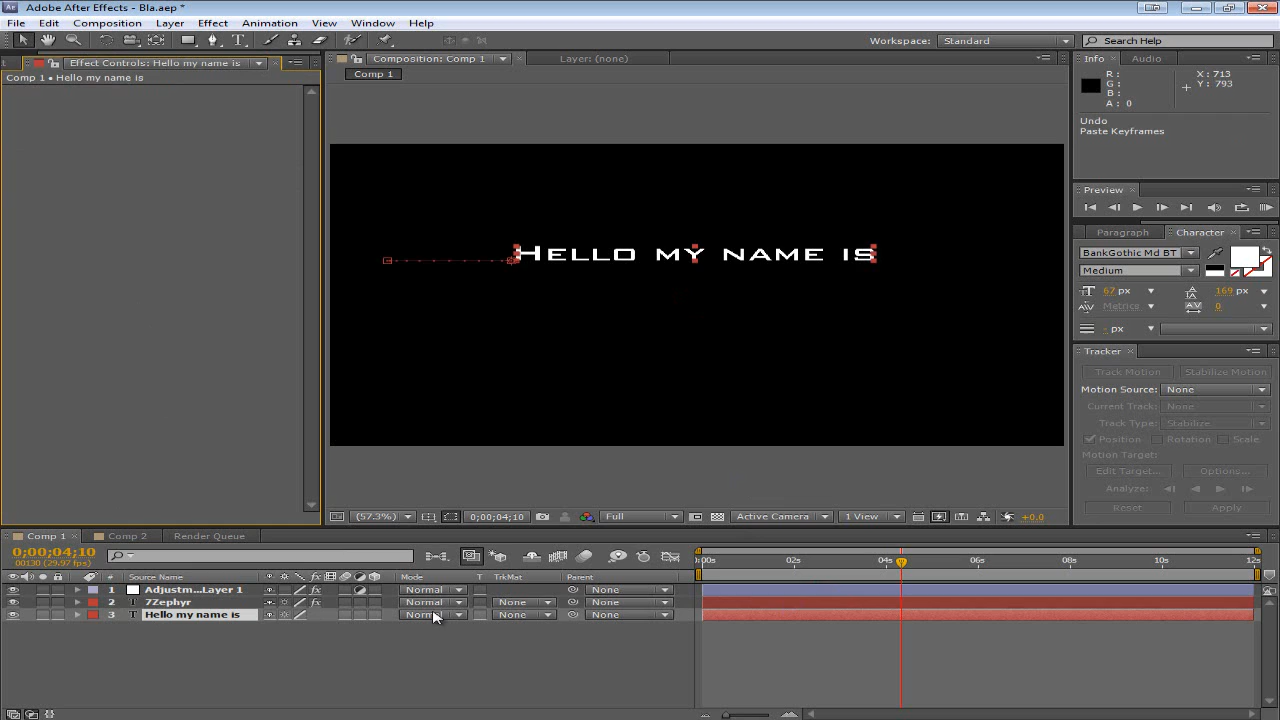 Adobe After Effects - Bla.aep *
File Edit Composition Layer Effect Animation View Window Help
Workspace: Standard Search Help
Effect Controls: Hello my name is
Comp 1 • Hello my name is
Composition: Comp 1
Layer: (none)
Comp 1
Hello my name is
(57.3%) 0;00;04;10 Full Active Camera 1 View +0.0
Info Audio
R: X: 713
G: Y: 793
B:
A: 0
Undo
Paste Keyframes
Preview
Paragraph Character
BankGothic Md BT
Medium
67 px 169 px
Metrics 0
- px
Tracker
Track Motion Stabilize Motion
Motion Source: None
Current Track: None
Track Type: Stabilize
Position Rotation Scale
Motion Target:
Edit Target... Options...
Analyze:
Reset Apply
Comp 1 Comp 2 Render Queue
0;00;04;10
00130 (29.97 fps)
# Source Name Mode T TrkMat Parent
1 Adjustm...Layer 1 Normal None
2 7Zephyr Normal None None
3 Hello my name is Normal None None
0:00s 02s 04s 06s 08s 10s 12s